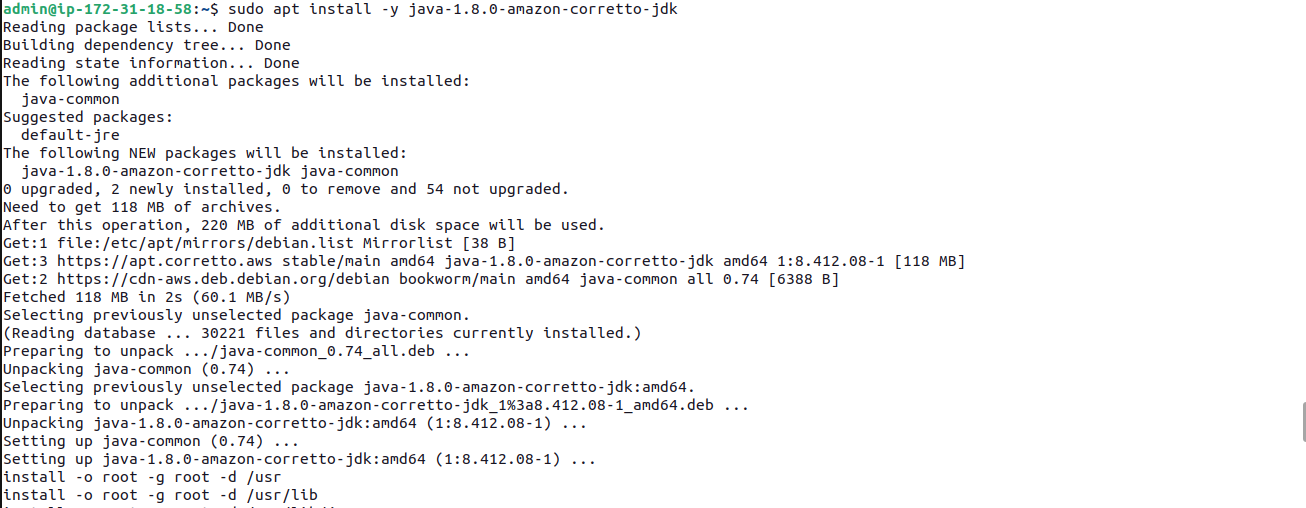 admin@ip-172-31-18-58:~$ sudo apt install -y java-1.8.0-amazon-corretto-jdk
Reading package lists... Done
Building dependency tree... Done
Reading state information... Done
The following additional packages will be installed:
  java-common
Suggested packages:
  default-jre
The following NEW packages will be installed:
  java-1.8.0-amazon-corretto-jdk java-common
0 upgraded, 2 newly installed, 0 to remove and 54 not upgraded.
Need to get 118 MB of archives.
After this operation, 220 MB of additional disk space will be used.
Get:1 file:/etc/apt/mirrors/debian.list Mirrorlist [38 B]
Get:3 https://apt.corretto.aws stable/main amd64 java-1.8.0-amazon-corretto-jdk amd64 1:8.412.08-1 [118 MB]
Get:2 https://cdn-aws.deb.debian.org/debian bookworm/main amd64 java-common all 0.74 [6388 B]
Fetched 118 MB in 2s (60.1 MB/s)
Selecting previously unselected package java-common.
(Reading database ... 30221 files and directories currently installed.)
Preparing to unpack .../java-common_0.74_all.deb ...
Unpacking java-common (0.74) ...
Selecting previously unselected package java-1.8.0-amazon-corretto-jdk:amd64.
Preparing to unpack .../java-1.8.0-amazon-corretto-jdk_1%3a8.412.08-1_amd64.deb ...
Unpacking java-1.8.0-amazon-corretto-jdk:amd64 (1:8.412.08-1) ...
Setting up java-common (0.74) ...
Setting up java-1.8.0-amazon-corretto-jdk:amd64 (1:8.412.08-1) ...
install -o root -g root -d /usr
install -o root -g root -d /usr/lib